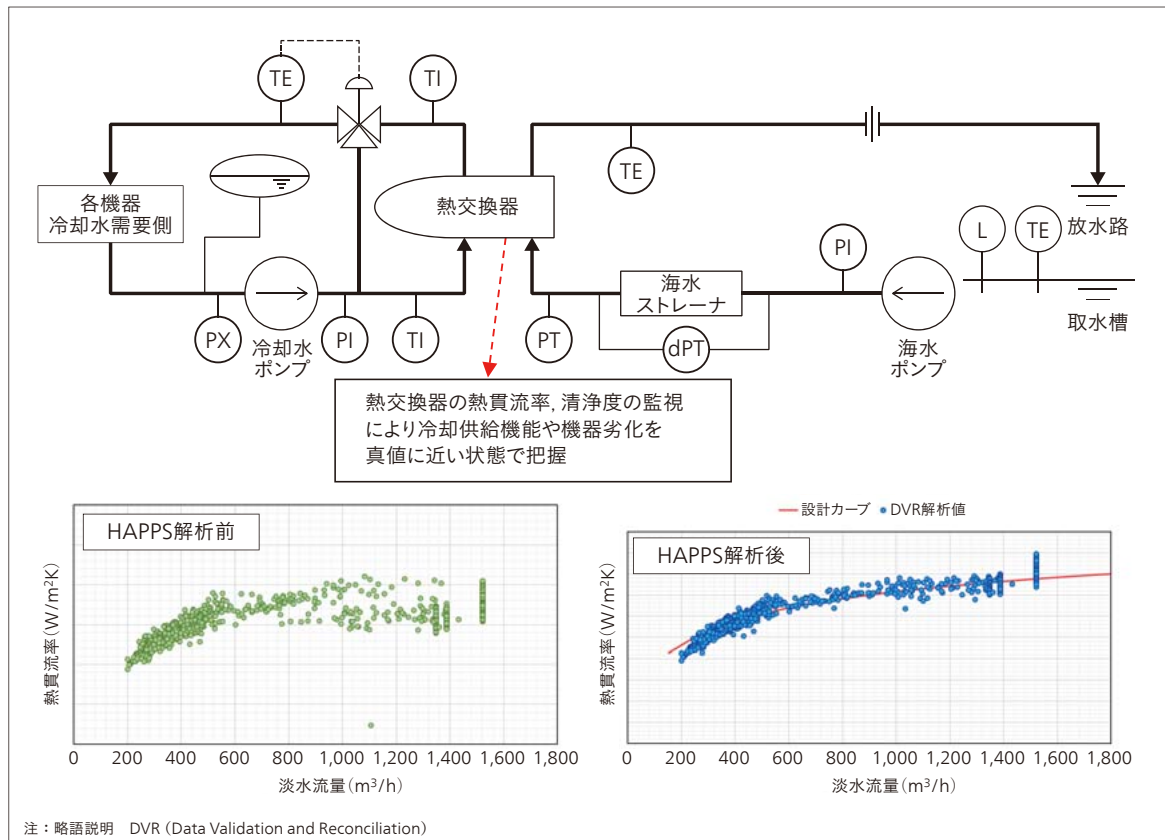 TE
TI
各機器
冷却水需要側
熱交換器
TE
放水路
L
TE
PI
海水
ストレーナ
取水槽
PX
冷却水
ポンプ
PI
TI
PT
dPT
海水
ポンプ
熱交換器の熱貫流率，清浄度の監視
により冷却供給機能や機器劣化を
真値に近い状態で把握
HAPPS解析前
熱貫流率(W/m²K)
0 200 400 600 800 1,000 1,200 1,400 1,600 1,800
淡水流量(m³/h)
設計カーブ DVR解析値
HAPPS解析後
熱貫流率(W/m²K)
0 200 400 600 800 1,000 1,200 1,400 1,600 1,800
淡水流量(m³/h)
注：略語説明 DVR (Data Validation and Reconciliation)